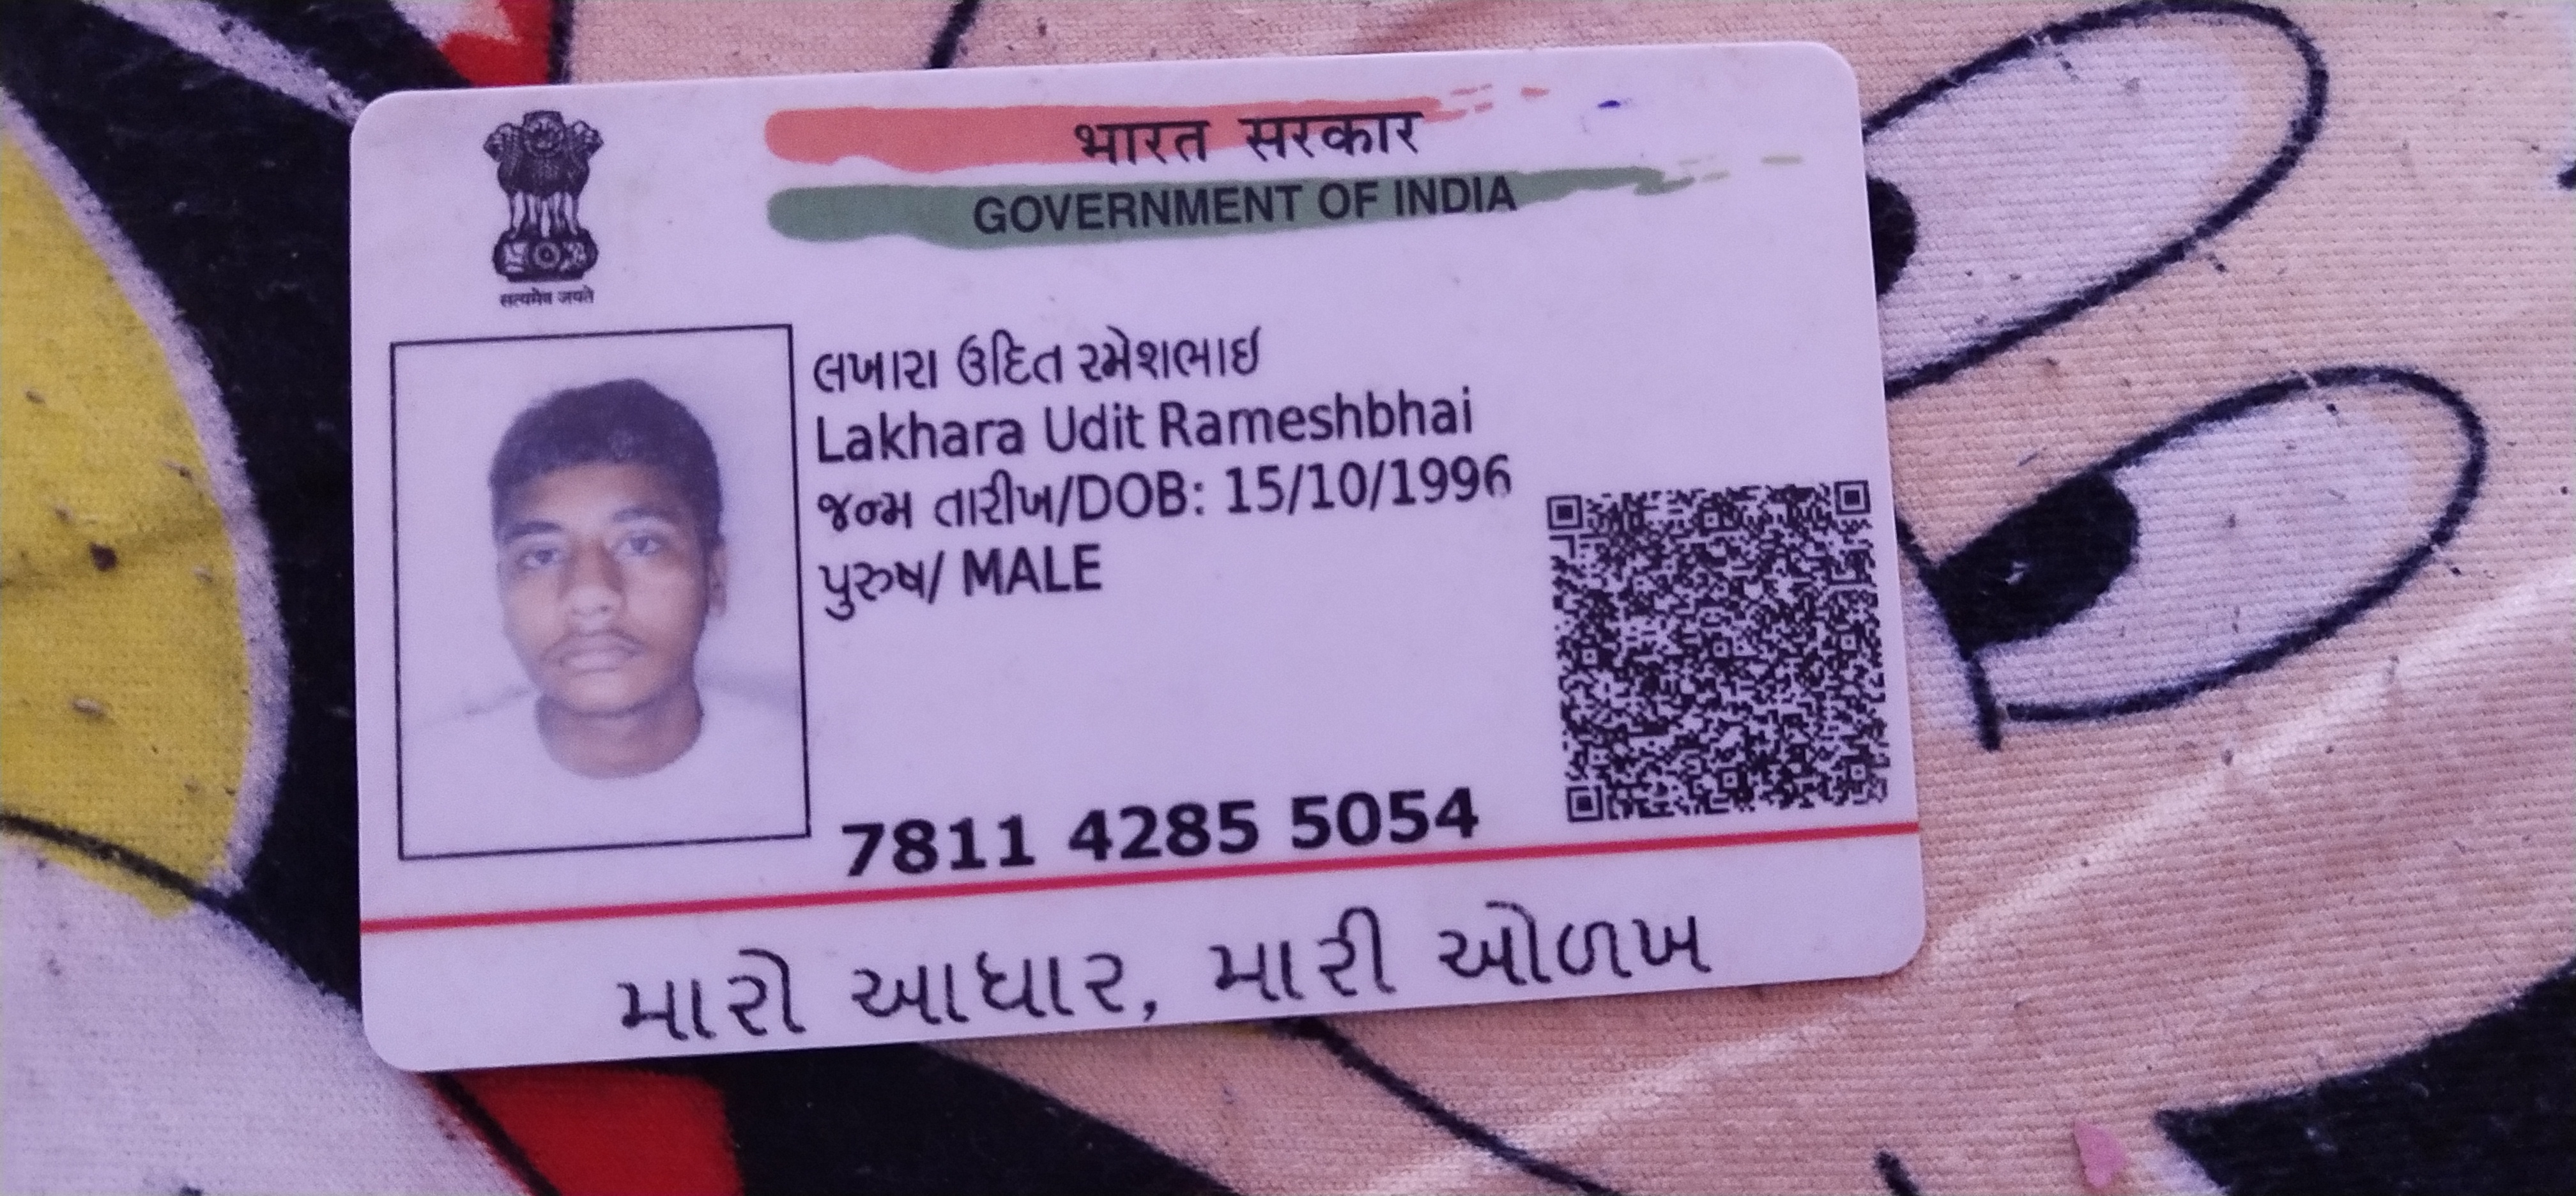 भारत सरकार
GOVERNMENT OF INDIA
सत्यमेव जयते
લખારા ઉદિત રમેશભાઈ
Lakhara Udit Rameshbhai
જન્મ તારીખ/DOB: 15/10/1996
પુરુષ/ MALE
7811 4285 5054
મારો આધાર, મારી ઓળખ